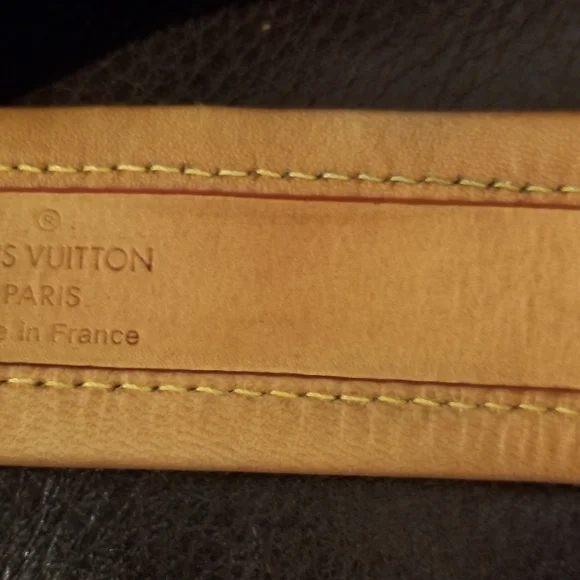 ®
S VUITTON
PARIS
e in France